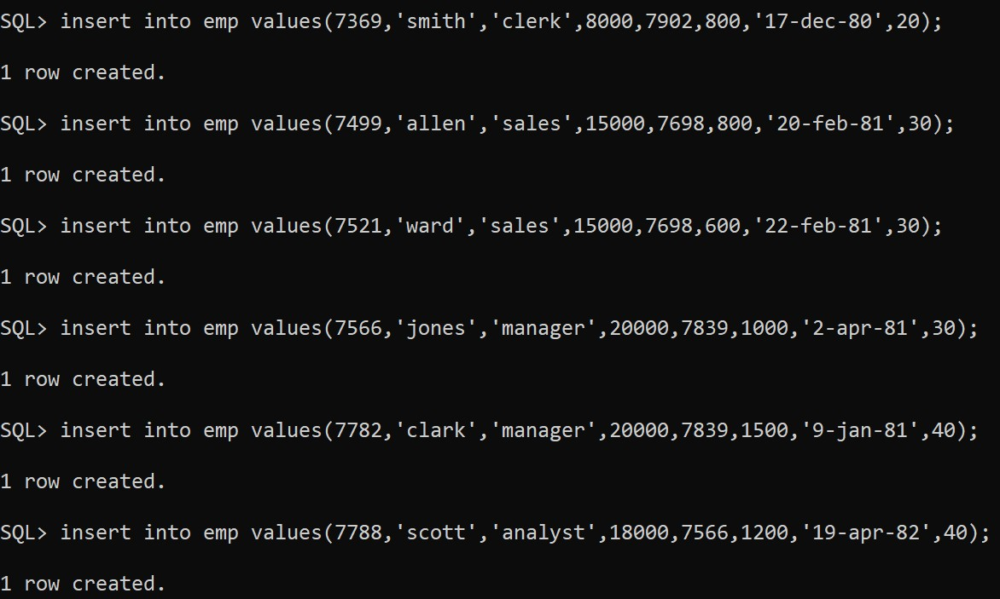 SQL> insert into emp values(7369,'smith','clerk',8000,7902,800,'17-dec-80',20);
1 row created.
SQL> insert into emp values(7499,'allen','sales',15000,7698,800,'20-feb-81',30);
1 row created.
SQL> insert into emp values(7521,'ward','sales',15000,7698,600,'22-feb-81',30);
1 row created.
SQL> insert into emp values(7566,'jones','manager',20000,7839,1000,'2-apr-81',30);
1 row created.
SQL> insert into emp values(7782,'clark','manager',20000,7839,1500,'9-jan-81',40);
1 row created.
SQL> insert into emp values(7788,'scott','analyst',18000,7566,1200,'19-apr-82',40);
1 row created.